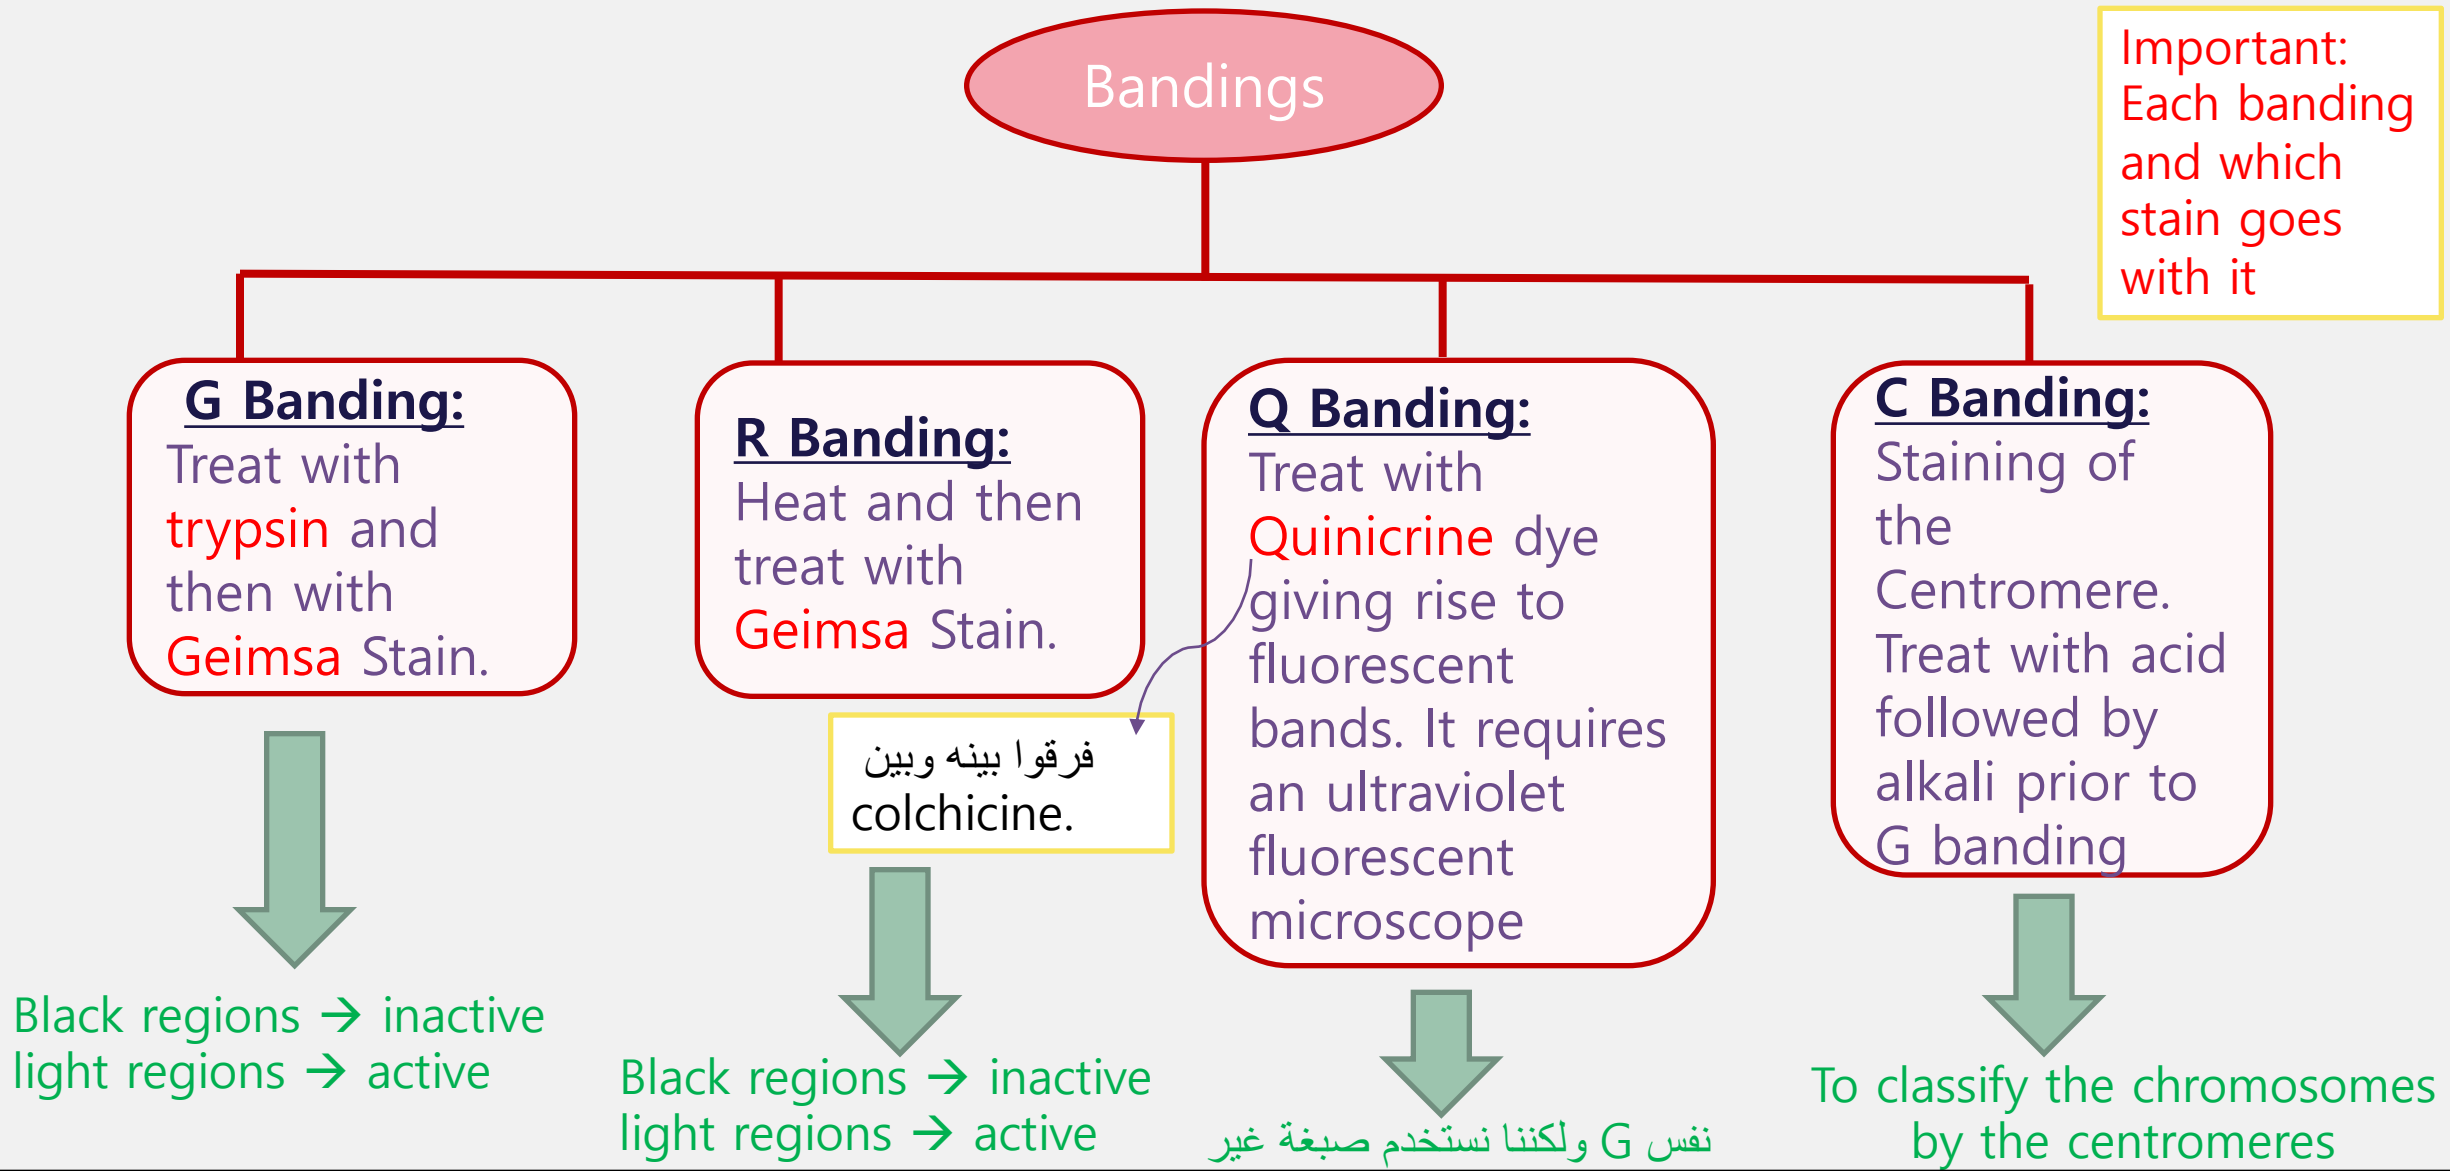 Bandings
Important:
Each banding
and which
stain goes
with it
G Banding:
Treat with
trypsin and
then with
Geimsa Stain.
Black regions → inactive
light regions → active
R Banding:
Heat and then
treat with
Geimsa Stain.
فرقوا بينه وبين
colchicine.
Black regions → inactive
light regions → active
Q Banding:
Treat with
Quinicrine dye
giving rise to
fluorescent
bands. It requires
an ultraviolet
fluorescent
microscope
نفس G ولكننا نستخدم صبغة غير
C Banding:
Staining of
the
Centromere.
Treat with acid
followed by
alkali prior to
G banding
To classify the chromosomes
by the centromeres